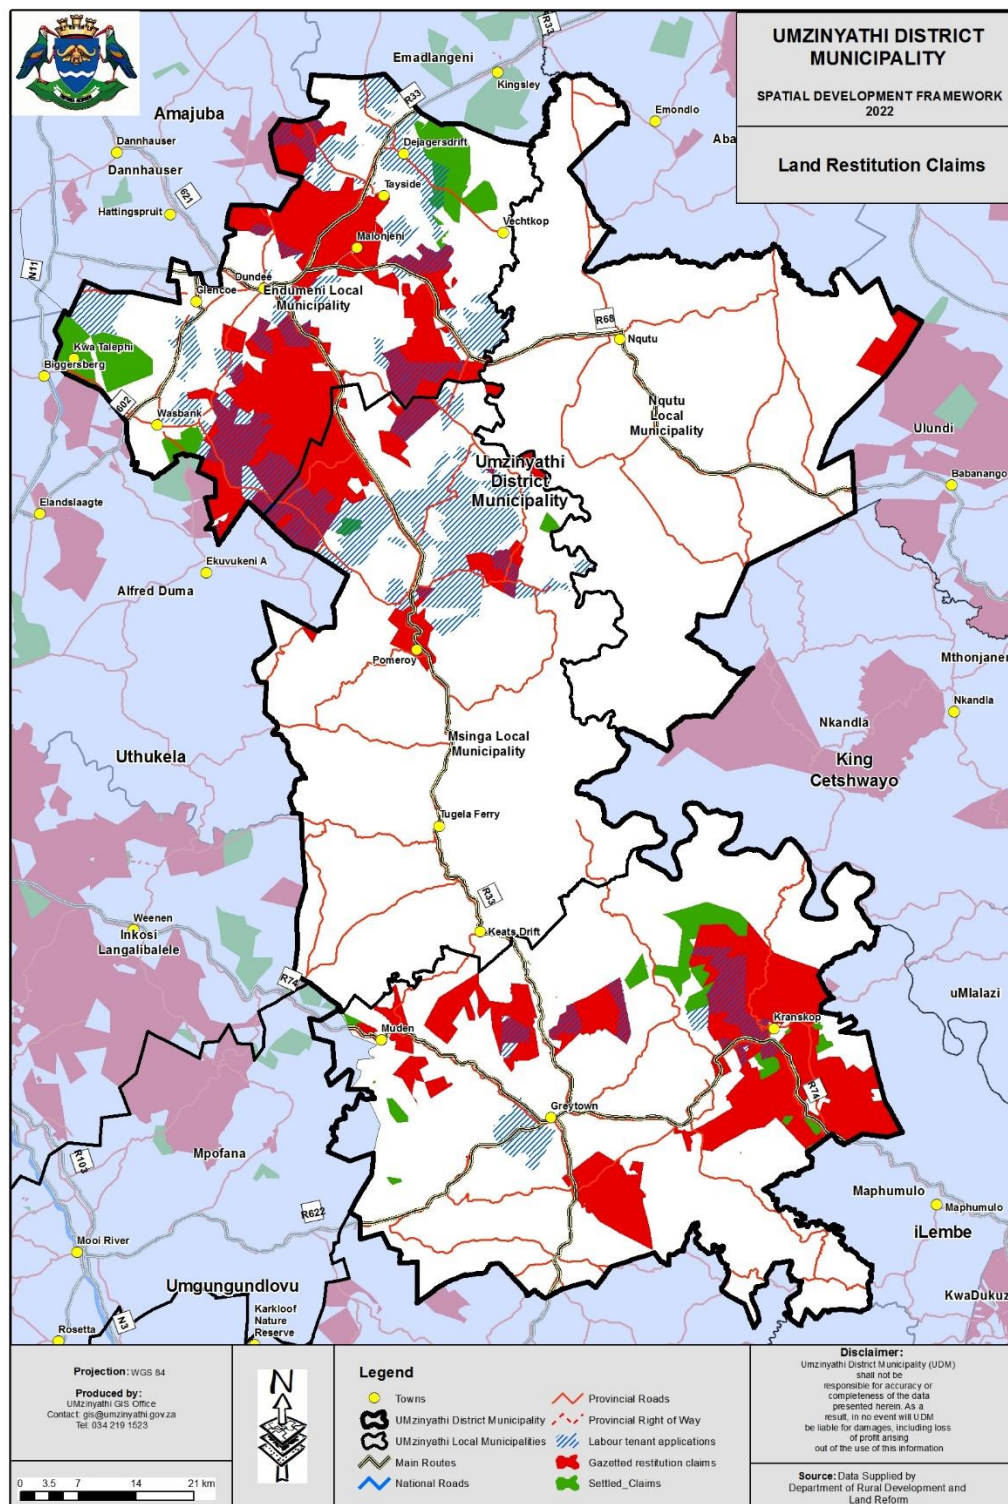 UMZINYATHI DISTRICT
MUNICIPALITY
SPATIAL DEVELOPMENT FRAMEWORK
2022
Land Restitution Claims
R33
Emadlangeni
Kingsley
Amajuba
R33
Emondlo
Aba
Dannhauser
Dannhauser
Dejagersdrift
Tayside
621
Hattingspruit
Vechtkop
Malonjeni
N11
Dundee
Glencoe
Endumeni Local
Municipality
R68
Nqutu
Kwa Talephi
Biggersberg
602
Wasbank
Nqutu
Local
Municipality
Ulundi
Umzinyathi
District
Municipality
Babanango
Elandslaagte
Ekuvukeni A
Alfred Duma
Pomeroy
Mthonjaner
Nkandla
Nkandla
King
Cetshwayo
Msinga Local
Municipality
Uthukela
Tugela Ferry
R33
Weenen
Inkosi
Langalibalele
Keats Drift
R74
uMlalazi
Muden
Kranskop
R74
Greytown
Mpofana
R103
Maphumulo
Maphumulo
iLembe
R622
Mooi River
Umgungundlovu
KwaDukuz
Karkloof
Nature
Reserve
Rosetta
N3
Projection: WGS 84
Produced by:
UMzinyathi GIS Office
Contact: gis@umzinyathi.gov.za
Tel: 034 219 1523
0 3.5 7 14 21 km
N
Legend
Towns
UMzinyathi District Municipality
UMzinyathi Local Municipalities
Main Routes
National Roads
Provincial Roads
Provincial Right of Way
Labour tenant applications
Gazetted restitution claims
Settled_Claims
Disclaimer:
Umzinyathi District Municipality (UDM)
shall not be
responsible for accuracy or
completeness of the data
presented herein. As a
result, in no event will UDM
be liable for damages, including loss
of profit arising
out of the use of this information
Source: Data Supplied by
Department of Rural Development and
Land Reform